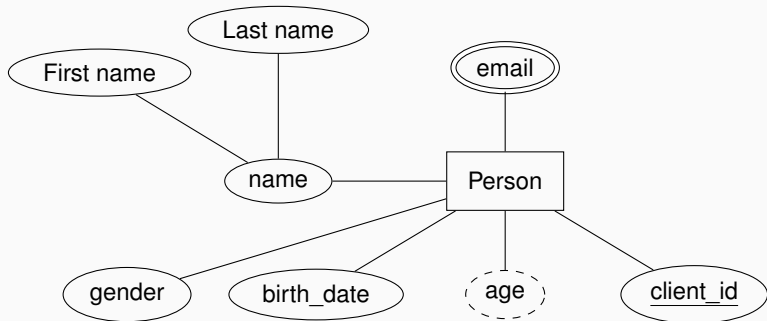 Last name
First name
email
name
Person
gender
birth_date
age
client_id